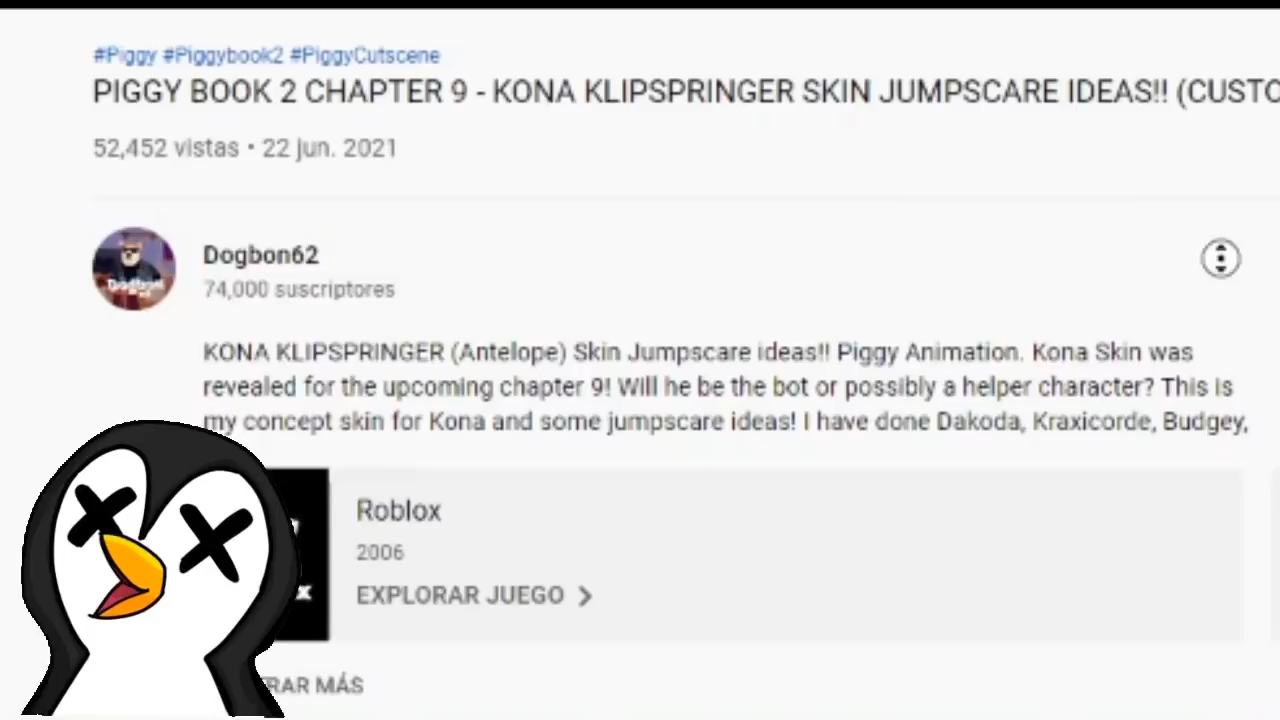 #Piggy #Piggybook2 #PiggyCutscene
PIGGY BOOK 2 CHAPTER 9 - KONA KLIPSPRINGER SKIN JUMPSCARE IDEAS!! (CUSTO
52,452 vistas • 22 jun. 2021
Dogbon62
74,000 suscriptores
KONA KLIPSPRINGER (Antelope) Skin Jumpscare ideas!! Piggy Animation. Kona Skin was
revealed for the upcoming chapter 9! Will he be the bot or possibly a helper character? This is
my concept skin for Kona and some jumpscare ideas! I have done Dakoda, Kraxicorde, Budgey,
Roblox
2006
EXPLORAR JUEGO
RAR MÁS